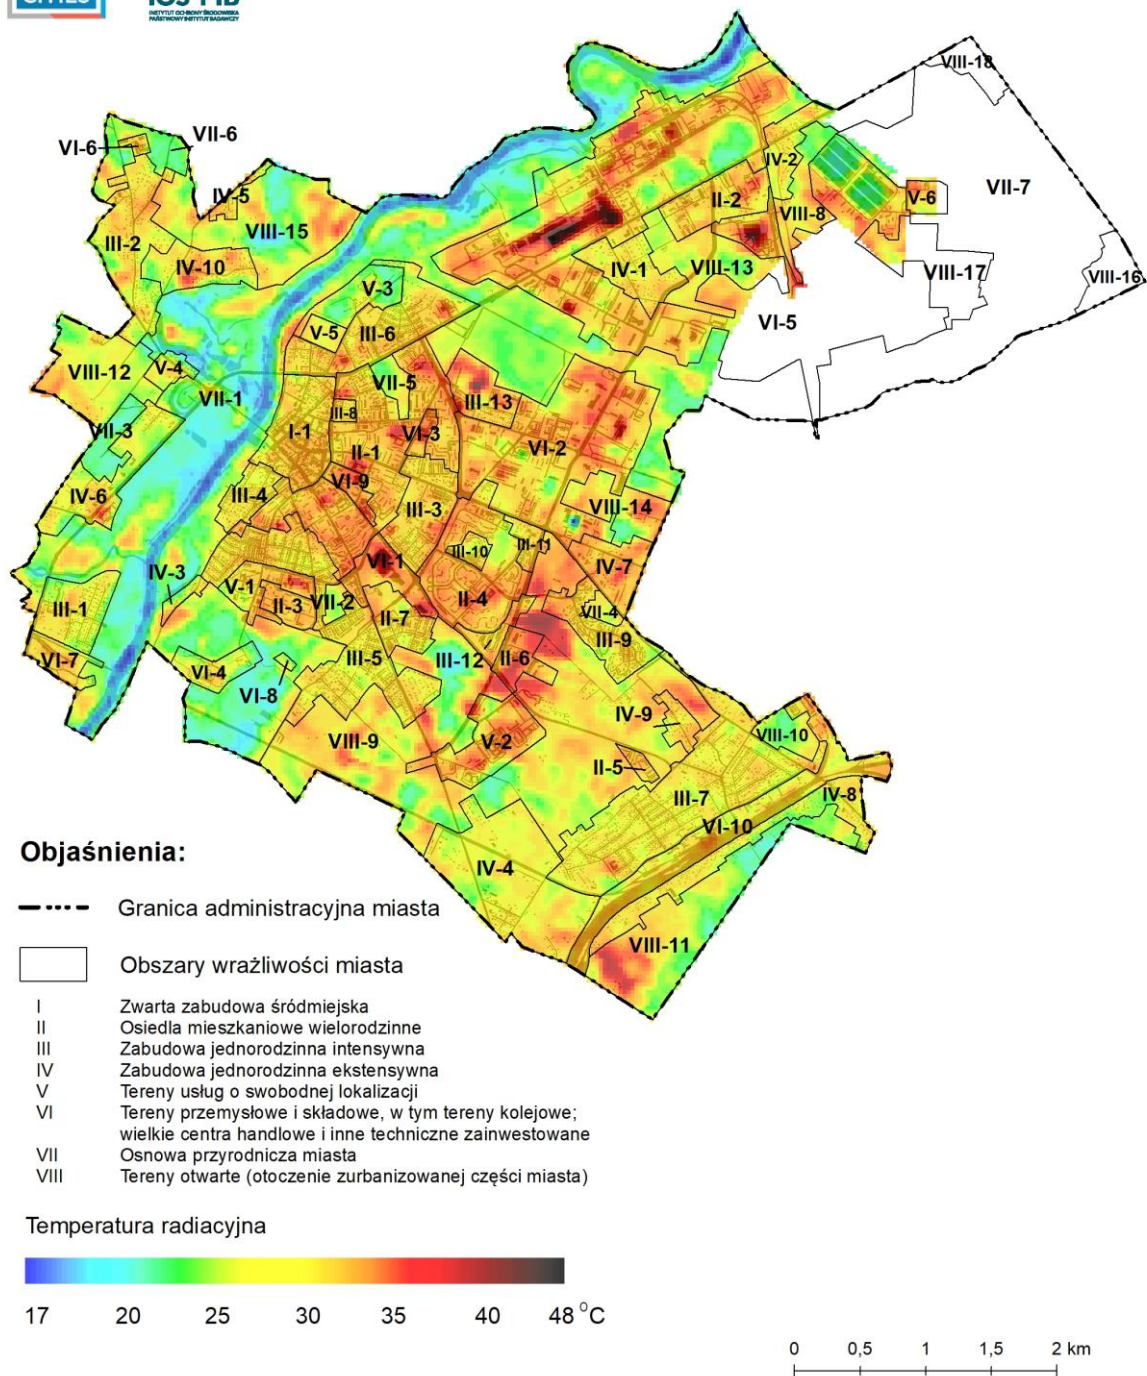 CITIES
IOŚ-PIB
INSTYTUT OCHRONY ŚRODOWISKA
PAŃSTWOWY INSTYTUT BADAWCZY
VIII-18
VII-6
VI-6
IV-2
IV-5
II-2
V-6
VII-7
VIII-8
VIII-15
III-2
IV-10
IV-1
VIII-13
VIII-17
VIII-16
V-3
VI-5
V-5
III-6
V-4
VIII-12
VII-5
VII-1
III-13
III-8
VII-3
I-1
VI-3
II-1
VI-2
VI-9
IV-6
III-4
III-3
VIII-14
III-11
III-10
VI-1
IV-7
IV-3
V-1
II-3
VII-2
II-4
III-1
II-7
VII-4
III-9
VI-7
III-5
III-12
II-6
VI-4
VI-8
IV-9
VIII-9
V-2
VIII-10
II-5
III-7
IV-8
VI-10
IV-4
VIII-11
Objaśnienia:
Granica administracyjna miasta
Obszary wrażliwości miasta
I Zwarta zabudowa śródmiejska
II Osiedla mieszkaniowe wielorodzinne
III Zabudowa jednorodzinna intensywna
IV Zabudowa jednorodzinna ekstensywna
V Tereny usług o swobodnej lokalizacji
VI Tereny przemysłowe i składowe, w tym tereny kolejowe;
wielkie centra handlowe i inne techniczne zainwestowane
VII Osnowa przyrodnicza miasta
VIII Tereny otwarte (otoczenie zurbanizowanej części miasta)
Temperatura radiacyjna
17 20 25 30 35 40 48 °C
0 0,5 1 1,5 2 km